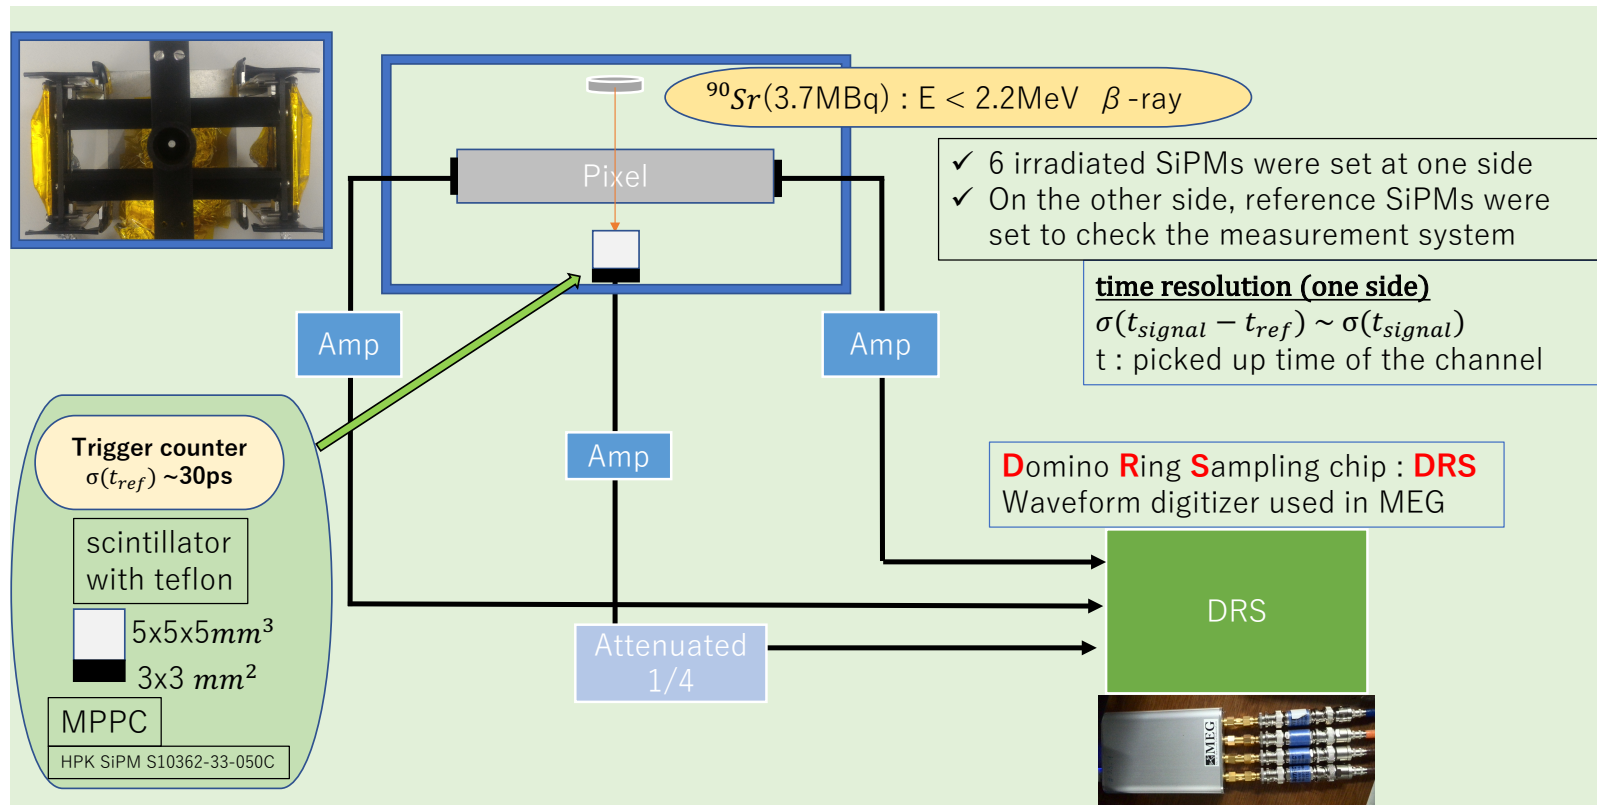 ⁹⁰Sr(3.7MBq) : E < 2.2MeV β -ray
Pixel
✓ 6 irradiated SiPMs were set at one side
✓ On the other side, reference SiPMs were
set to check the measurement system
time resolution (one side)
σ(t_signal − t_ref) ~ σ(t_signal)
t : picked up time of the channel
Amp
Amp
Amp
Trigger counter
σ(t_ref) ~30ps
scintillator
with teflon
5x5x5mm³
3x3 mm²
MPPC
HPK SiPM S10362-33-050C
Domino Ring Sampling chip : DRS
Waveform digitizer used in MEG
DRS
Attenuated
1/4
MEG